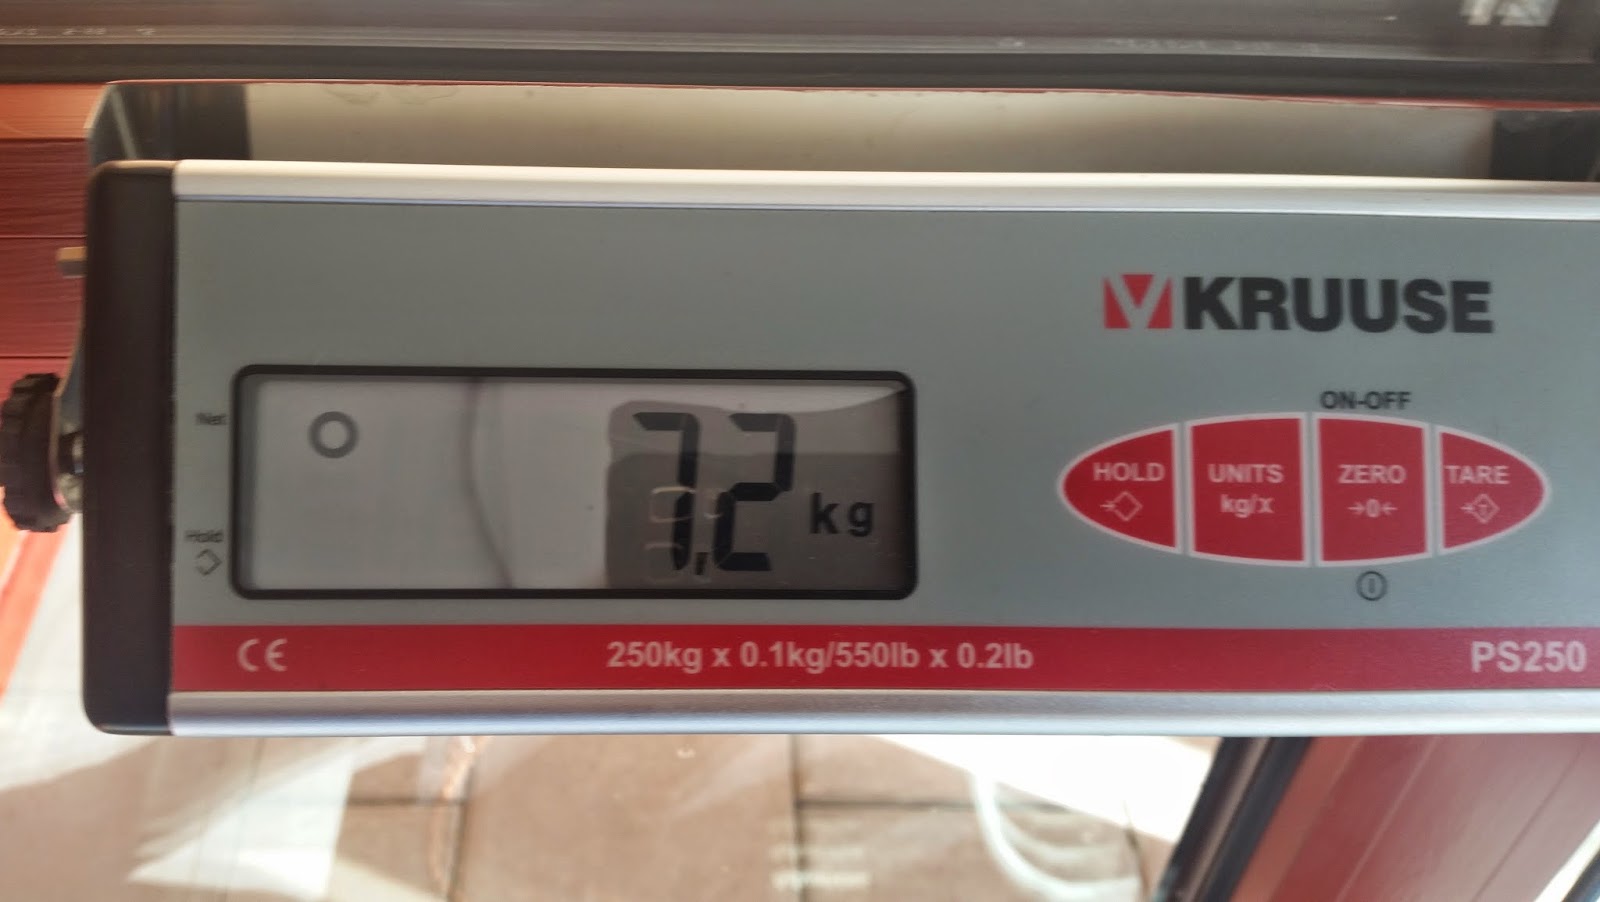 KRUUSE
ON-OFF
Net
7,2 kg
HOLD
UNITS
kg/x
ZERO
→0←
TARE
T
Hold
CE
250kg x 0.1kg/550lb x 0.2lb
PS250